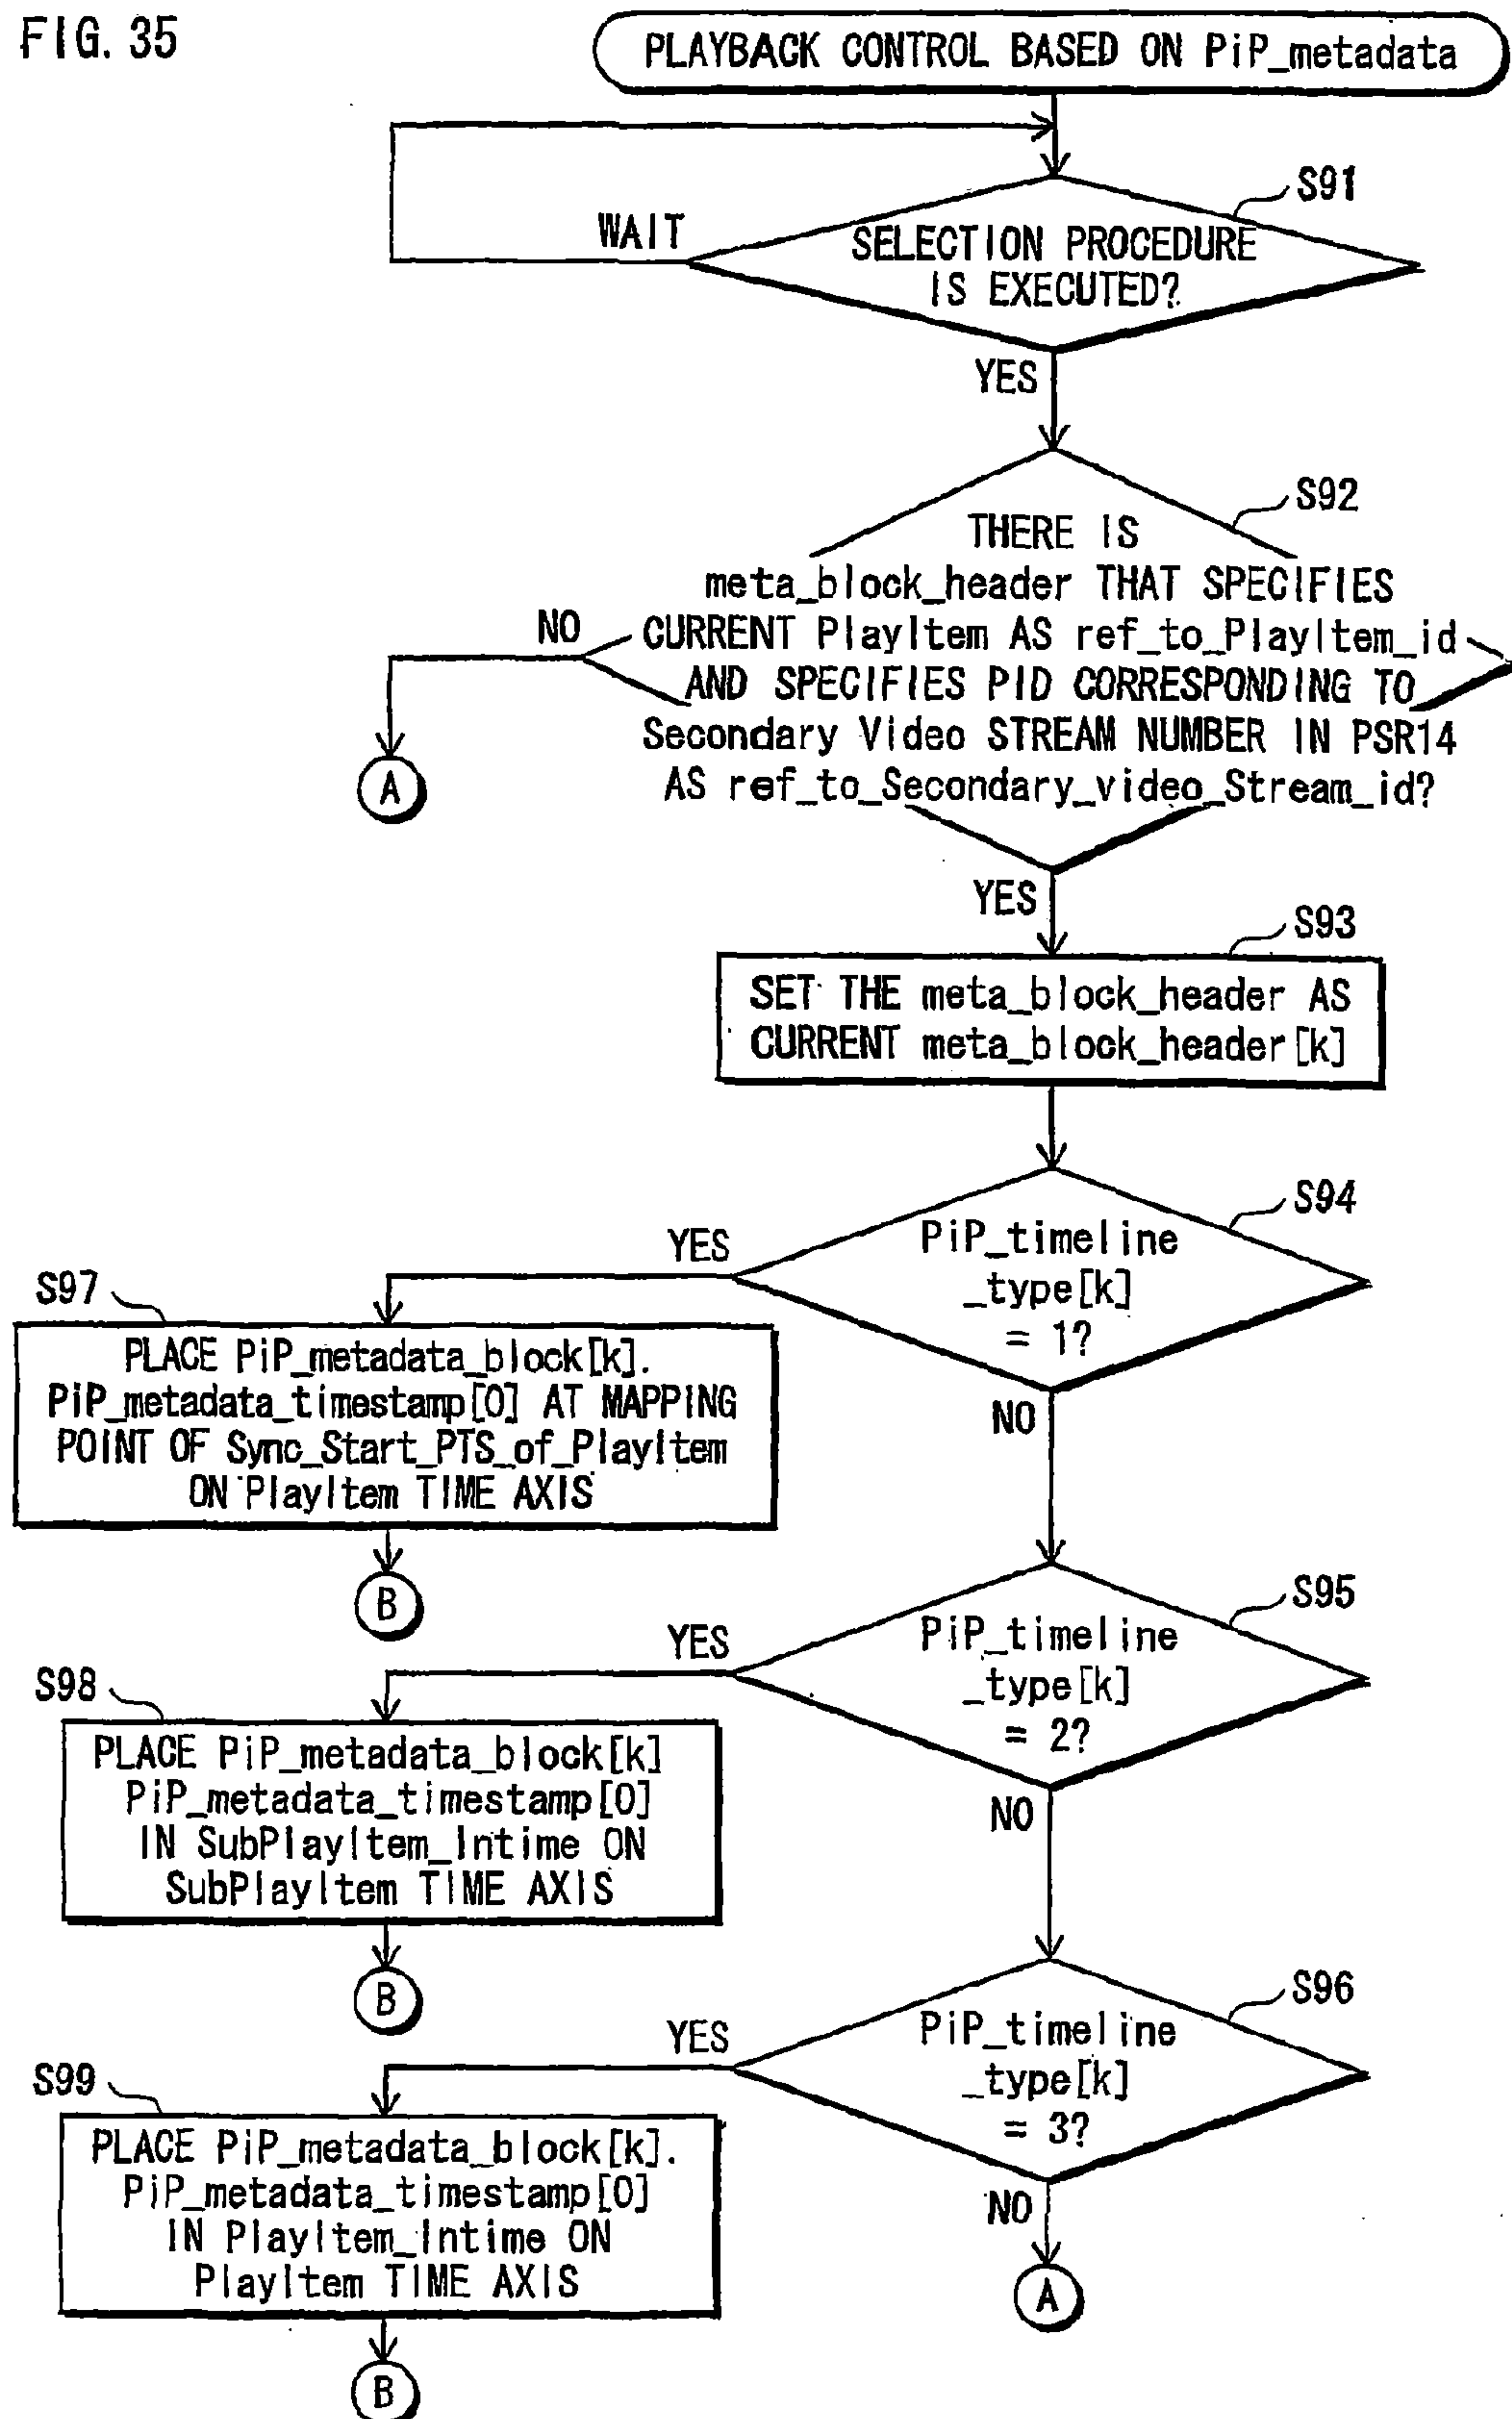 FIG. 35
PLAYBACK CONTROL BASED ON PiP_metadata
S91
WAIT
SELECTION PROCEDURE
IS EXECUTED?
YES
S92
THERE IS
meta_block_header THAT SPECIFIES
NO
CURRENT PlayItem AS ref_to_PlayItem_id
AND SPECIFIES PID CORRESPONDING TO
Secondary Video STREAM NUMBER IN PSR14
AS ref_to_Secondary_video_Stream_id?
A
YES
S93
SET THE meta_block_header AS
CURRENT meta_block_header[k]
S94
YES
PiP_timeline
_type[k]
= 1?
S97
PLACE PiP_metadata_block[k].
PiP_metadata_timestamp[0] AT MAPPING
POINT OF Sync_Start_PTS_of_PlayItem
ON PlayItem TIME AXIS
NO
B
S95
YES
PiP_timeline
_type[k]
= 2?
S98
PLACE PiP_metadata_block[k]
PiP_metadata_timestamp[0]
IN SubPlayItem_Intime ON
SubPlayItem TIME AXIS
NO
B
S96
YES
PiP_timeline
_type[k]
= 3?
S99
PLACE PiP_metadata_block[k].
PiP_metadata_timestamp[0]
IN PlayItem_Intime ON
PlayItem TIME AXIS
NO
A
B